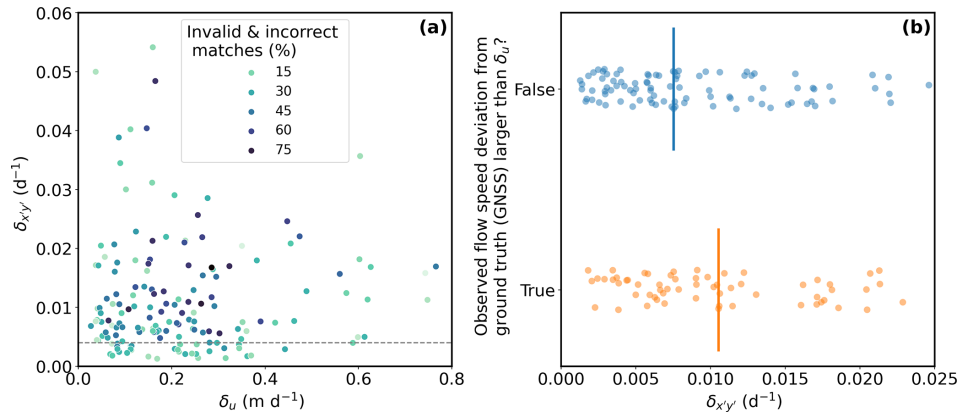 (a)
Invalid & incorrect
matches (%)
15
30
45
60
75
0.06
0.05
0.04
0.03
0.02
0.01
0.00
δx′y′ (d−1)
0.0
0.2
0.4
0.6
0.8
δu (m d−1)
(b)
Observed flow speed deviation from
ground truth (GNSS) larger than δu?
False
True
0.000
0.005
0.010
0.015
0.020
0.025
δx′y′ (d−1)